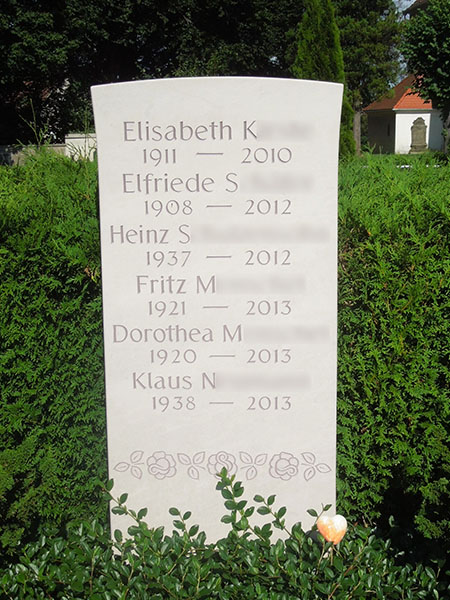 Elisabeth K
1911 — 2010
Elfriede S
1908 — 2012
Heinz S
1937 — 2012
Fritz M
1921 — 2013
Dorothea M
1920 — 2013
Klaus N
1938 — 2013